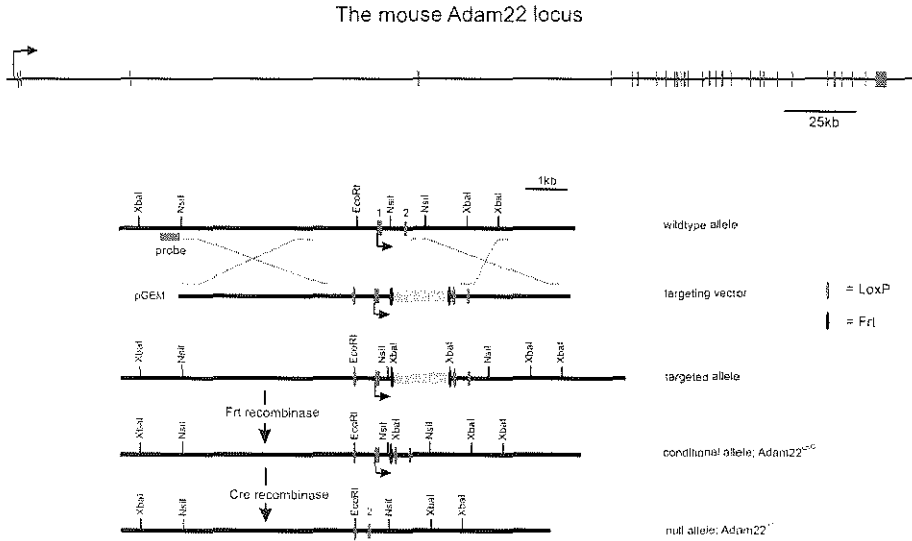 The mouse Adam22 locus
25kb
1kb
XbaI NsiI EcoRI 1 NsiI 2 NsiI XbaI XbaI
wildtype allele
probe
pGEM
targeting vector
= LoxP
= Frt
XbaI NsiI EcoRI NsiI XbaI XbaI NsiI XbaI XbaI
targeted allele
Frt recombinase
XbaI NsiI EcoRI NsiI XbaI NsiI XbaI XbaI
conditional allele; Adam22
Cre recombinase
XbaI NsiI EcoRI 2 NsiI XbaI XbaI
null allele; Adam22